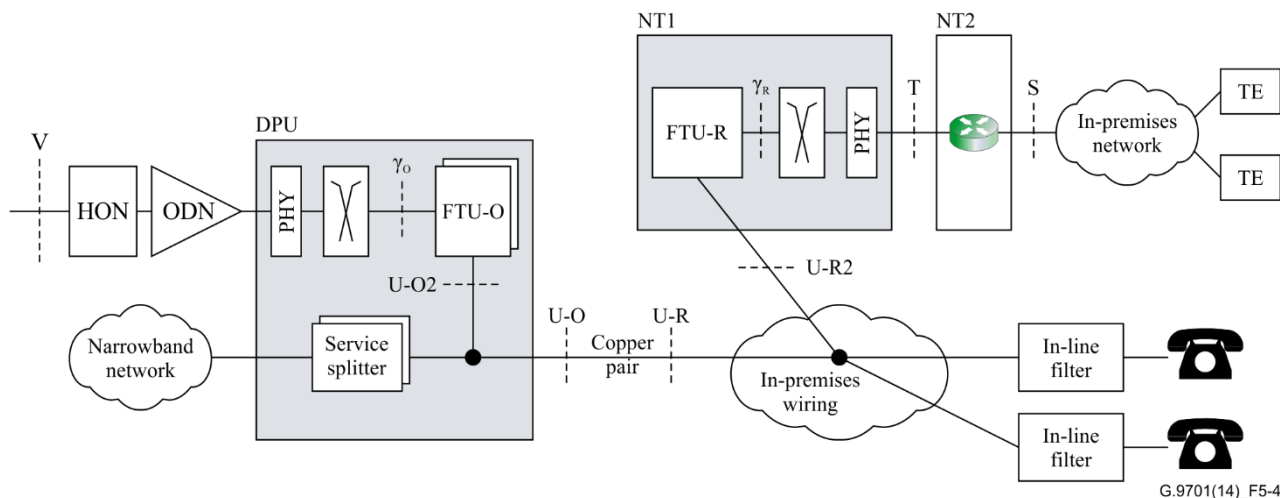 NT1
NT2
DPU
V
HON
ODN
PHY
γO
FTU-O
U-O2
FTU-R
γR
PHY
T
S
In-premises
network
TE
TE
U-R2
Narrowband
network
Service
splitter
U-O
Copper
pair
U-R
In-premises
wiring
In-line
filter
In-line
filter
G.9701(14)_F5-4